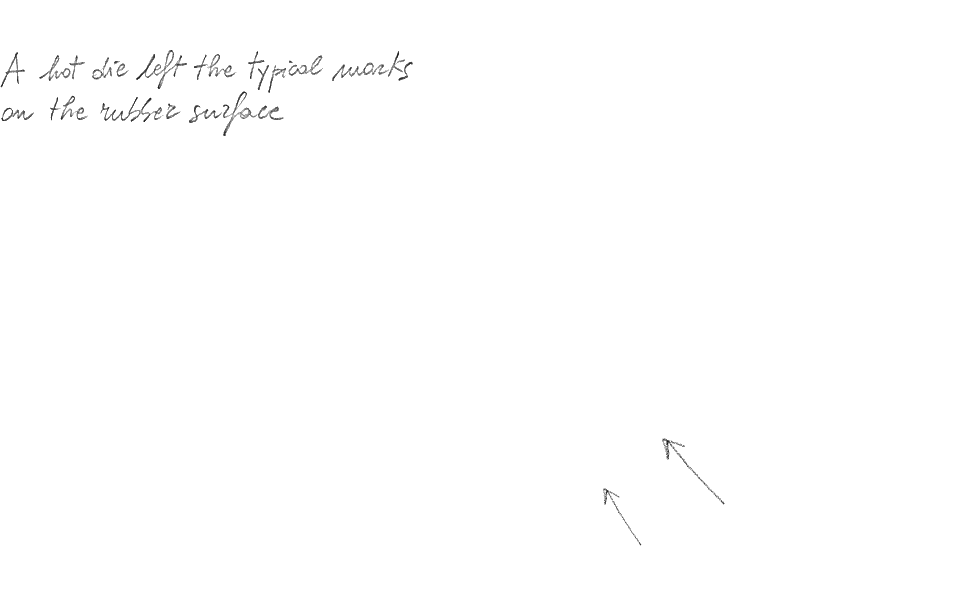 A hot die left the typical marks
on the rubber surface